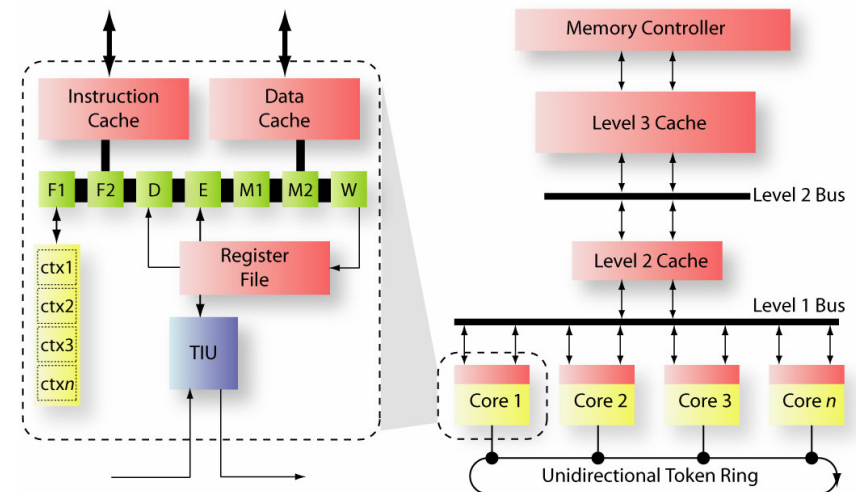 Instruction
Cache
Data
Cache
F1 F2 D E M1 M2 W
Register
File
ctx1
ctx2
ctx3
ctxn
TIU
Memory Controller
Level 3 Cache
Level 2 Bus
Level 2 Cache
Level 1 Bus
Core 1 Core 2 Core 3 Core n
Unidirectional Token Ring